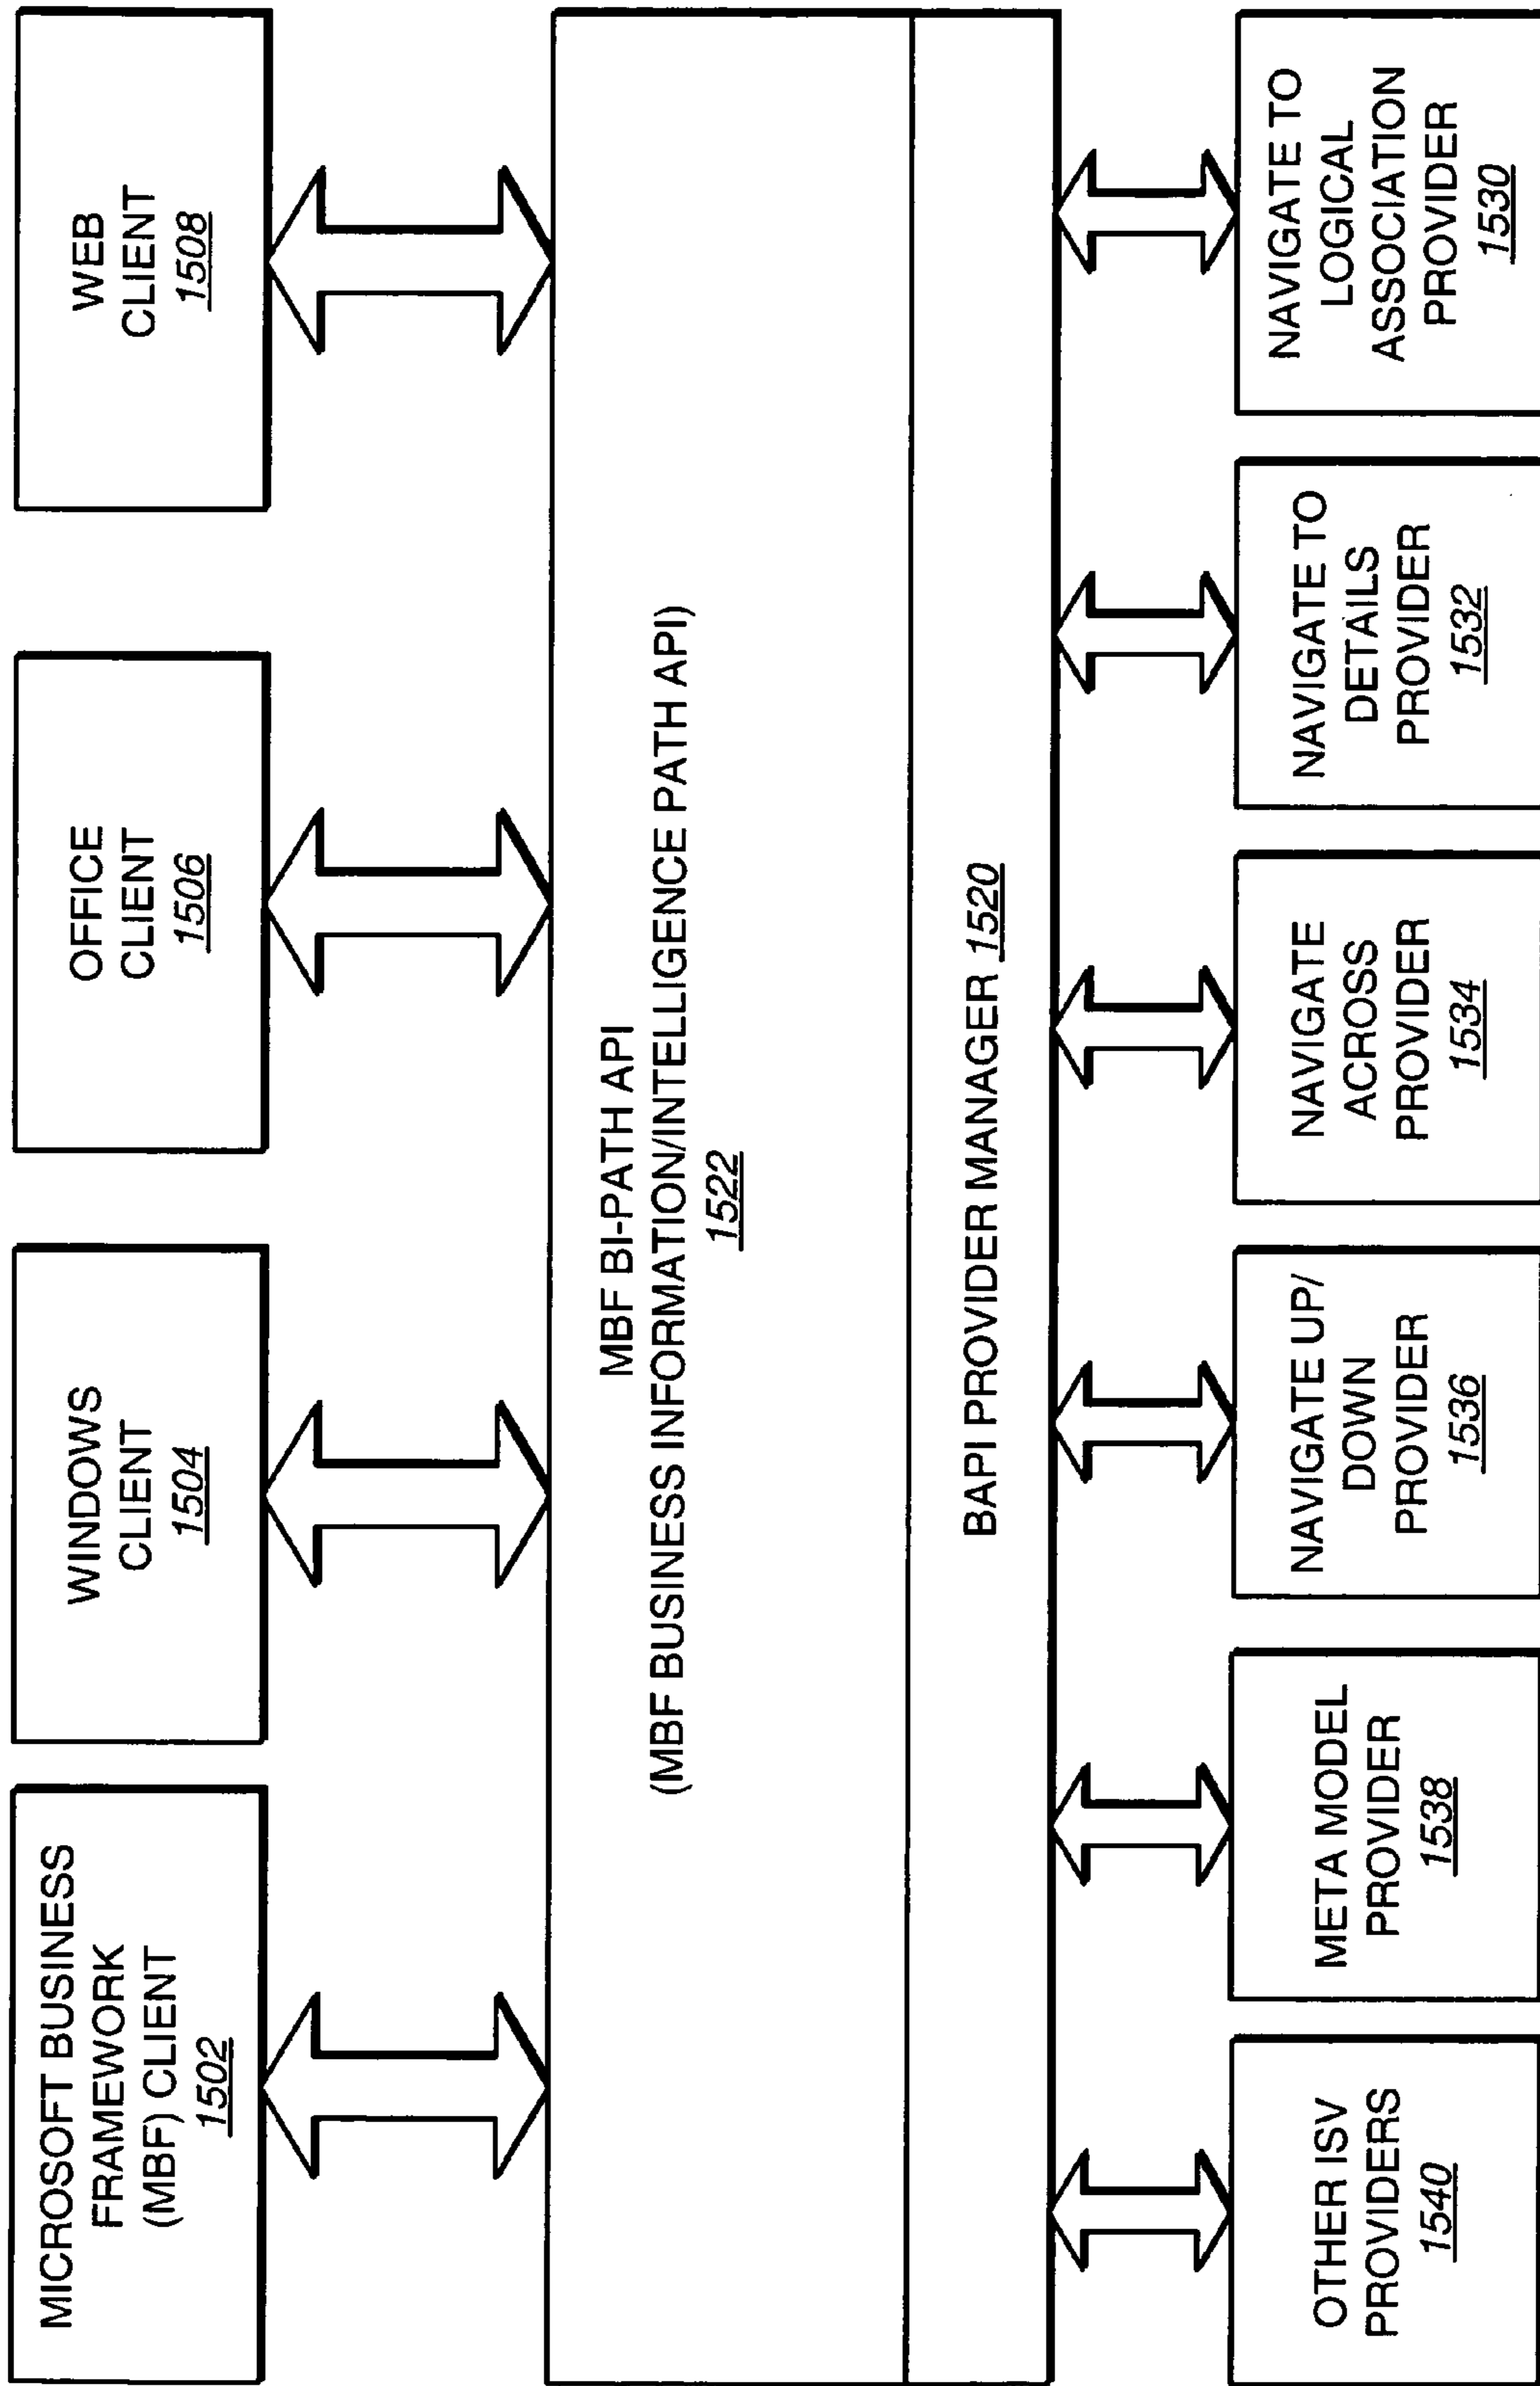 MICROSOFT BUSINESS
FRAMEWORK
(MBF) CLIENT
1502
WINDOWS
CLIENT
1504
OFFICE
CLIENT
1506
WEB
CLIENT
1508
MBF BI-PATH API
(MBF BUSINESS INFORMATION/INTELLIGENCE PATH API)
1522
BAPI PROVIDER MANAGER 1520
OTHER ISV
PROVIDERS
1540
META MODEL
PROVIDER
1538
NAVIGATE UP/
DOWN
PROVIDER
1536
NAVIGATE
ACROSS
PROVIDER
1534
NAVIGATE TO
DETAILS
PROVIDER
1532
NAVIGATE TO
LOGICAL
ASSOCIATION
PROVIDER
1530